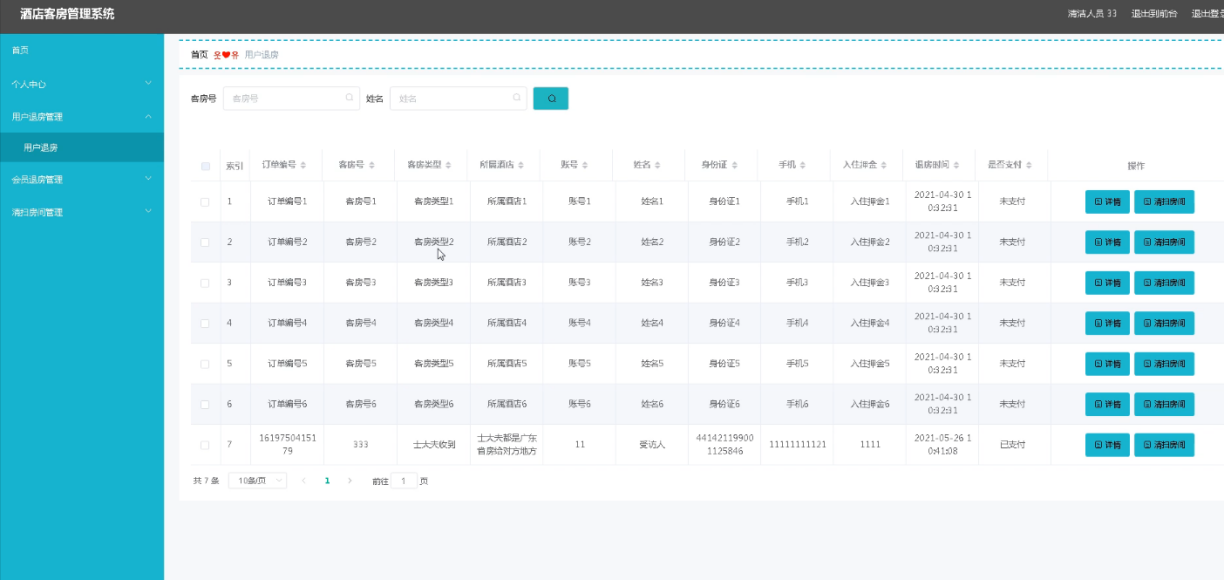 酒店客房管理系统
清洁人员 33 退出到前台 退出登录
首页
个人中心
用户退房管理
用户退房
会员退房管理
清扫房间管理
首页 用户退房
客房号 客房号 姓名 姓名
索引 订单编号 客房号 客房类型 所属酒店 账号 姓名 身份证 手机 入住押金 退房时间 是否支付 操作
1 订单编号1 客房号1 客房类型1 所属酒店1 账号1 姓名1 身份证1 手机1 入住押金1 2021-04-30 10:32:31 未支付 详情 清扫房间
2 订单编号2 客房号2 客房类型2 所属酒店2 账号2 姓名2 身份证2 手机2 入住押金2 2021-04-30 10:32:31 未支付 详情 清扫房间
3 订单编号3 客房号3 客房类型3 所属酒店3 账号3 姓名3 身份证3 手机3 入住押金3 2021-04-30 10:32:31 未支付 详情 清扫房间
4 订单编号4 客房号4 客房类型4 所属酒店4 账号4 姓名4 身份证4 手机4 入住押金4 2021-04-30 10:32:31 未支付 详情 清扫房间
5 订单编号5 客房号5 客房类型5 所属酒店5 账号5 姓名5 身份证5 手机5 入住押金5 2021-04-30 10:32:31 未支付 详情 清扫房间
6 订单编号6 客房号6 客房类型6 所属酒店6 账号6 姓名6 身份证6 手机6 入住押金6 2021-04-30 10:32:31 未支付 详情 清扫房间
7 1619750415179 333 士大夫收到 士大夫都是广东省房给对方地方 11 受访人 441421199001125846 11111111121 1111 2021-05-26 10:41:08 已支付 详情 清扫房间
共 7 条 10条/页 1 前往 1 页